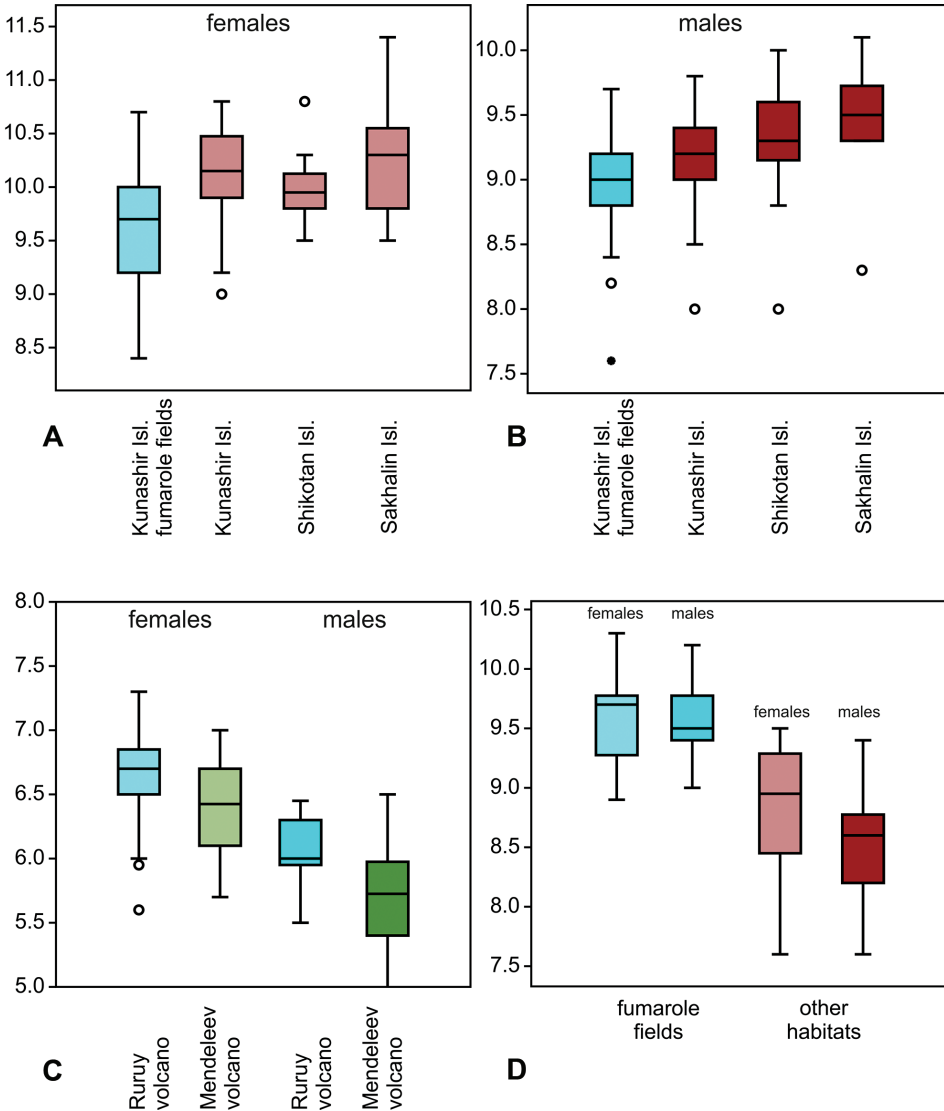 females
11.5
11.0
10.5
10.0
9.5
9.0
8.5
A
Kunashir Isl.
fumarole fields
Kunashir Isl.
Shikotan Isl.
Sakhalin Isl.
males
10.0
9.5
9.0
8.5
8.0
7.5
B
Kunashir Isl.
fumarole fields
Kunashir Isl.
Shikotan Isl.
Sakhalin Isl.
females males
8.0
7.5
7.0
6.5
6.0
5.5
5.0
C
Ruruy
volcano
Mendeleev
volcano
Ruruy
volcano
Mendeleev
volcano
10.5
10.0
9.5
9.0
8.5
8.0
7.5
females males
females males
D
fumarole
fields
other
habitats